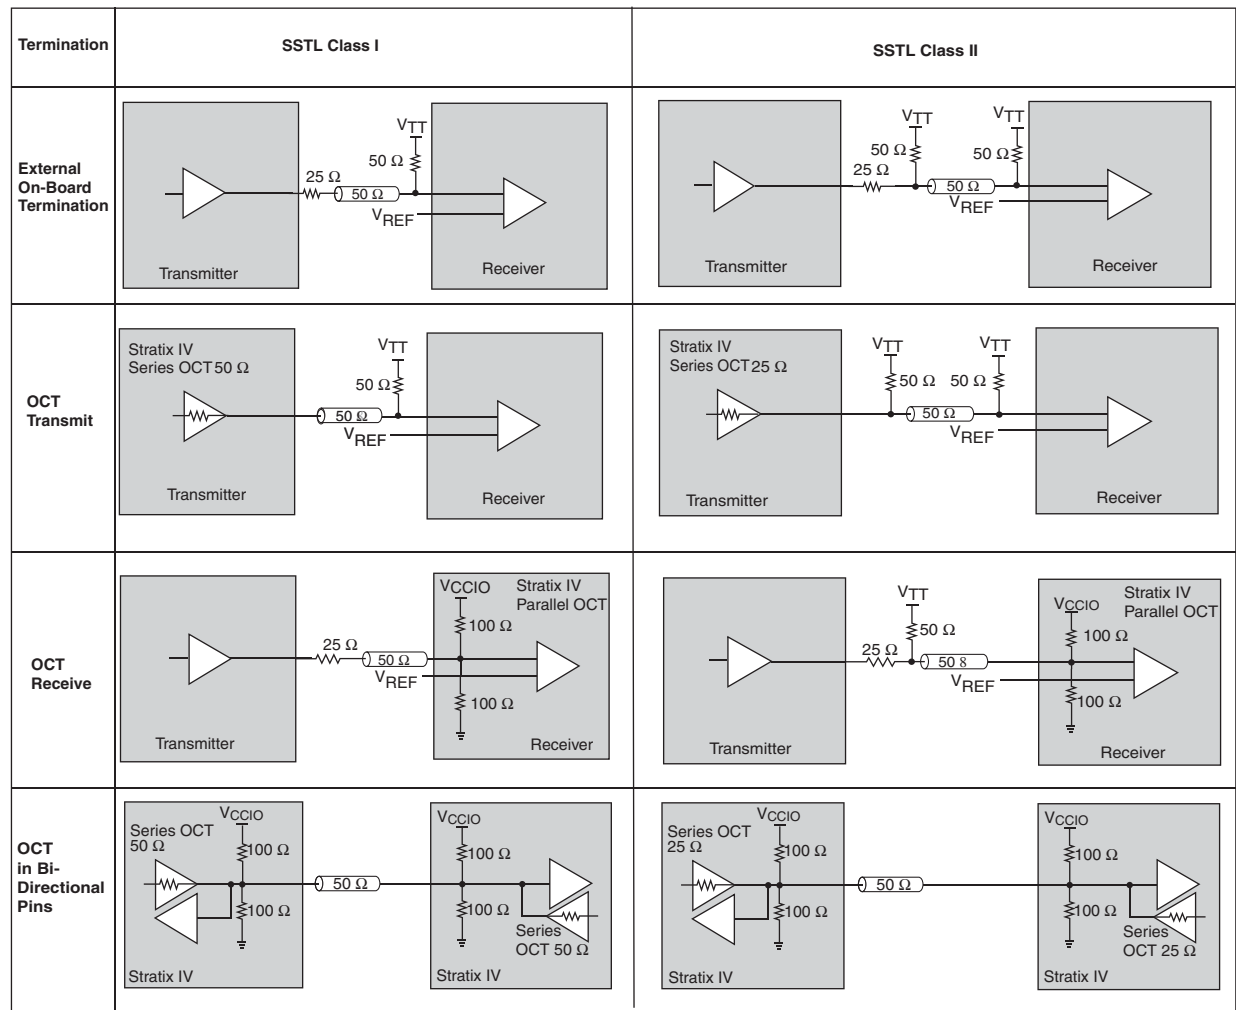 Termination
SSTL Class I
SSTL Class II
External
On-Board
Termination
VTT
50 Ω
25 Ω
50 Ω
VREF
Transmitter
Receiver
VTT
VTT
50 Ω
50 Ω
25 Ω
50 Ω
VREF
Transmitter
Receiver
OCT
Transmit
Stratix IV
Series OCT 50 Ω
VTT
50 Ω
50 Ω
VREF
Transmitter
Receiver
Stratix IV
Series OCT 25 Ω
VTT
VTT
50 Ω
50 Ω
50 Ω
VREF
Transmitter
Receiver
OCT
Receive
VCCIO
Stratix IV
Parallel OCT
100 Ω
25 Ω
50 Ω
VREF
100 Ω
Transmitter
Receiver
VTT
50 Ω
25 Ω
50 8
VREF
VCCIO
Stratix IV
Parallel OCT
100 Ω
100 Ω
Transmitter
Receiver
OCT
in Bi-
Directional
Pins
Series OCT
50 Ω
VCCIO
100 Ω
100 Ω
Stratix IV
50 Ω
VCCIO
100 Ω
100 Ω
Series
OCT 50 Ω
Stratix IV
Series OCT
25 Ω
VCCIO
100 Ω
100 Ω
Stratix IV
50 Ω
VCCIO
100 Ω
100 Ω
Series
OCT 25 Ω
Stratix IV